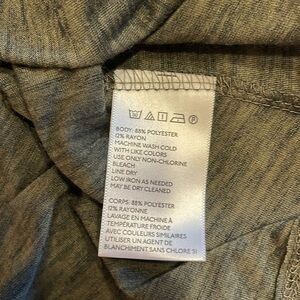 BODY: 88% POLYESTER
12% RAYON
MACHINE WASH COLD
WITH LIKE COLORS
USE ONLY NON-CHLORINE
BLEACH
LINE DRY
LOW IRON AS NEEDED
MAY BE DRY CLEANED
CORPS: 88% POLYESTER
12% RAYONNE
LAVAGE EN MACHINE À
TEMPÉRATURE FROIDE
AVEC COULEURS SIMILAIRES
UTILISER UN AGENT DE
BLANCHIMENT SANS CHLORE SI